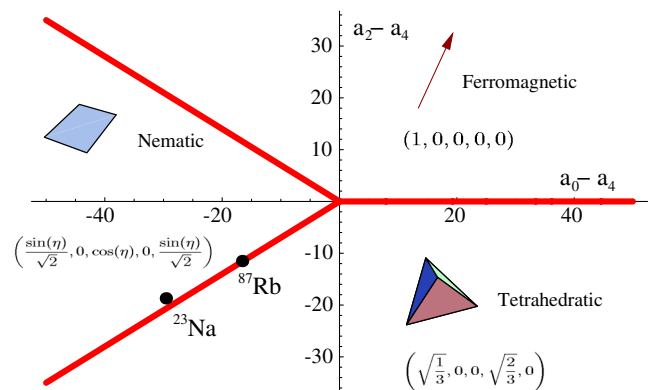 a₂– a₄
30
Ferromagnetic
20
(1, 0, 0, 0, 0)
Nematic
10
a₀– a₄
-40 -20 20 40
(sin(η)/√2, 0, cos(η), 0, sin(η)/√2)
-10
⁸⁷Rb
-20
Tetrahedratic
²³Na
-30
(√(1/3), 0, 0, √(2/3), 0)